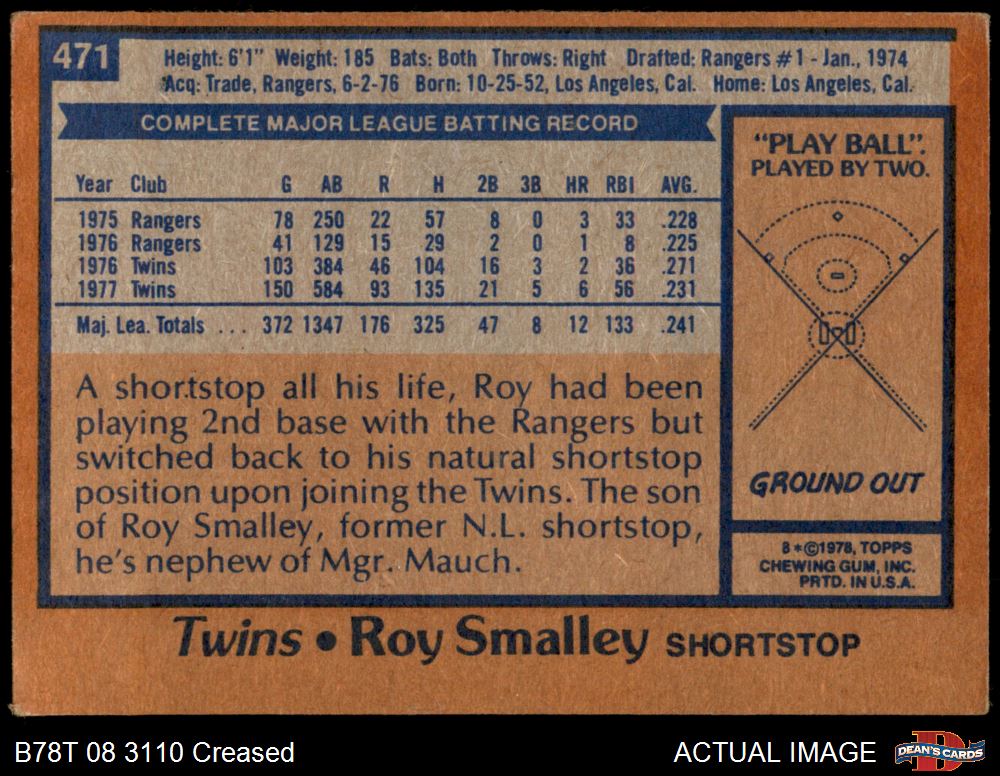 471
Height: 6'1" Weight: 185 Bats: Both Throws: Right Drafted: Rangers #1 - Jan., 1974
Acq: Trade, Rangers, 6-2-76 Born: 10-25-52, Los Angeles, Cal. Home: Los Angeles, Cal.
COMPLETE MAJOR LEAGUE BATTING RECORD
Year Club G AB R H 2B 3B HR RBI AVG.
1975 Rangers 78 250 22 57 8 0 3 33 .228
1976 Rangers 41 129 15 29 2 0 1 8 .225
1976 Twins 103 384 46 104 16 3 2 36 .271
1977 Twins 150 584 93 135 21 5 6 56 .231
Maj. Lea. Totals ... 372 1347 176 325 47 8 12 133 .241
A shortstop all his life, Roy had been
playing 2nd base with the Rangers but
switched back to his natural shortstop
position upon joining the Twins. The son
of Roy Smalley, former N.L. shortstop,
he's nephew of Mgr. Mauch.
"PLAY BALL".
PLAYED BY TWO.
GROUND OUT
8*©1978, TOPPS
CHEWING GUM, INC.
PRTD. IN U.S.A.
Twins • Roy Smalley SHORTSTOP
B78T 08 3110 Creased
ACTUAL IMAGE
DEAN'S CARDS